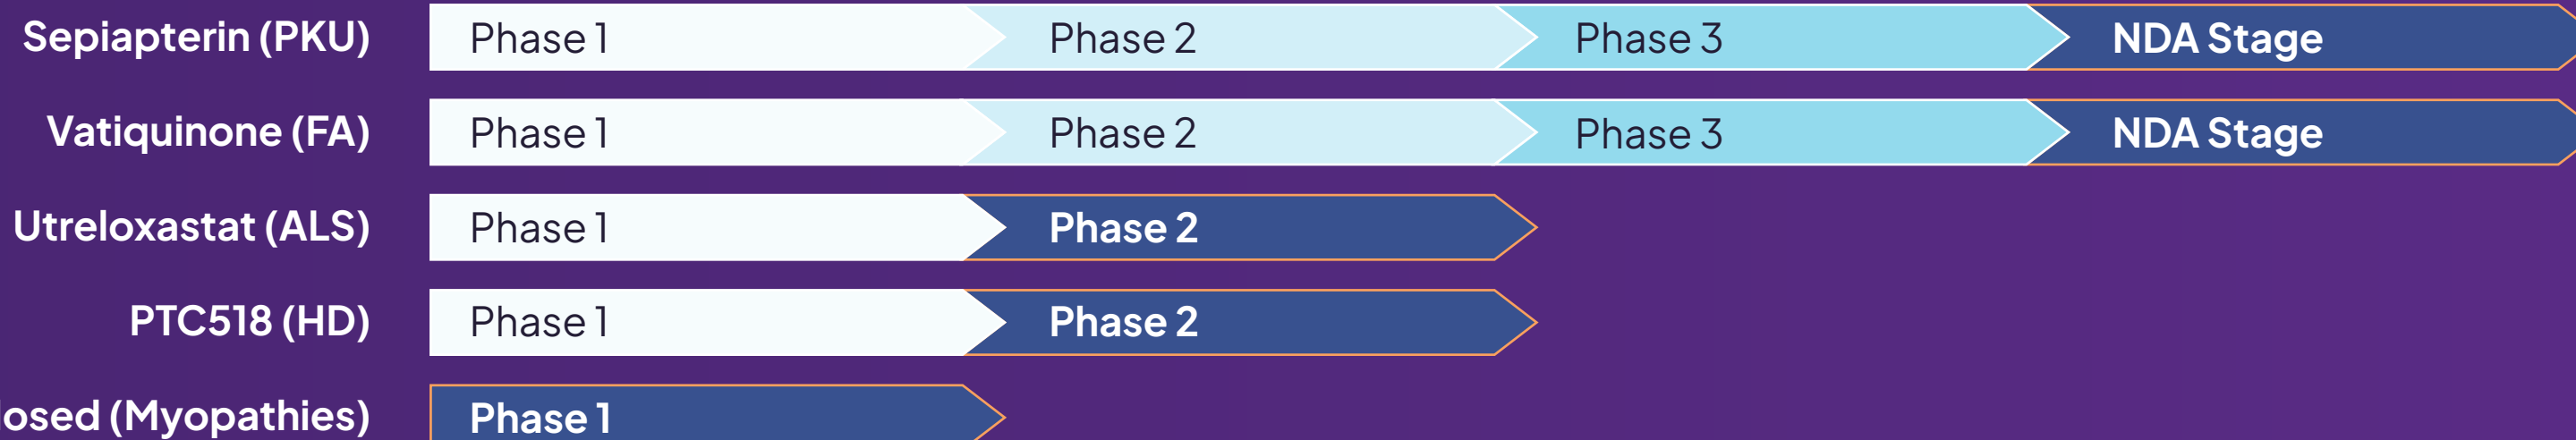 Sepiapterin (PKU) Phase 1 Phase 2 Phase 3 NDA Stage
Vatiquinone (FA) Phase 1 Phase 2 Phase 3 NDA Stage
Utreloxastat (ALS) Phase 1 Phase 2
PTC518 (HD) Phase 1 Phase 2
(Myopathies) Phase 1